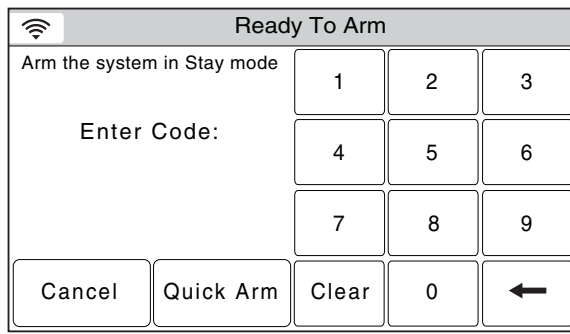 Ready To Arm
Arm the system in Stay mode
Enter Code:
1 2 3
4 5 6
7 8 9
Cancel Quick Arm Clear 0